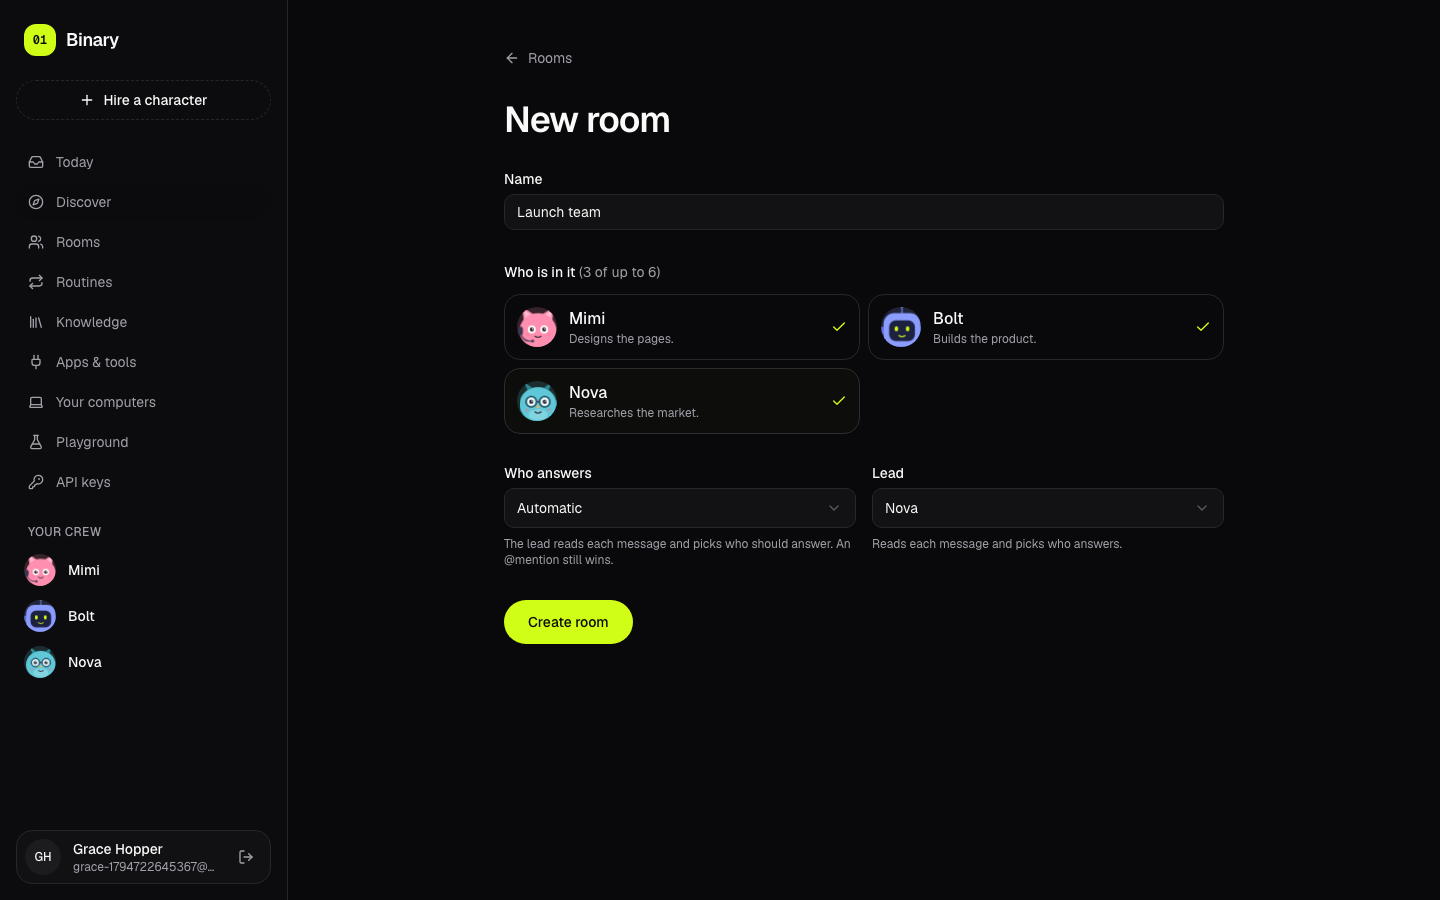 01 Binary
Hire a character
Today
Discover
Rooms
Routines
Knowledge
Apps & tools
Your computers
Playground
API keys
YOUR CREW
Mimi
Bolt
Nova
GH
Grace Hopper
grace-1794722645367@...
Rooms
New room
Name
Launch team
Who is in it (3 of up to 6)
Mimi
Designs the pages.
Bolt
Builds the product.
Nova
Researches the market.
Who answers
Automatic
The lead reads each message and picks who should answer. An
@mention still wins.
Lead
Nova
Reads each message and picks who answers.
Create room